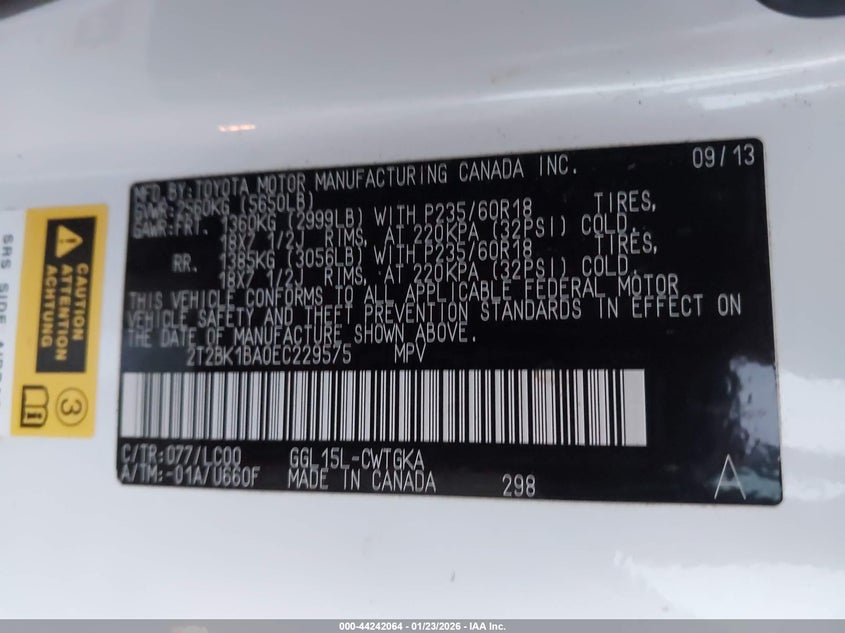 MFD BY:TOYOTA MOTOR MANUFACTURING CANADA INC. 09/13
GVWR:2560KG (5650LB)
GAWR:FRT. 1360KG (2999LB) WITH P235/60R18 TIRES,
18X7 1/2J RIMS, AT 220KPA (32PSI) COLD.
RR. 1385KG (3056LB) WITH P235/60R18 TIRES,
18X7 1/2J RIMS, AT 220KPA (32PSI) COLD.
THIS VEHICLE CONFORMS TO ALL APPLICABLE FEDERAL MOTOR
VEHICLE SAFETY AND THEFT PREVENTION STANDARDS IN EFFECT ON
THE DATE OF MANUFACTURE SHOWN ABOVE.
2T2BK1BA0EC229575 MPV
C/TR:077/LC00 GGL15L-CWTGKA
A/TM:-01A/U660F MADE IN CANADA 298 A
CAUTION
ATTENTION
ACHTUNG
3
SRS SIDE
000-44242064 - 01/23/2026 - IAA Inc.